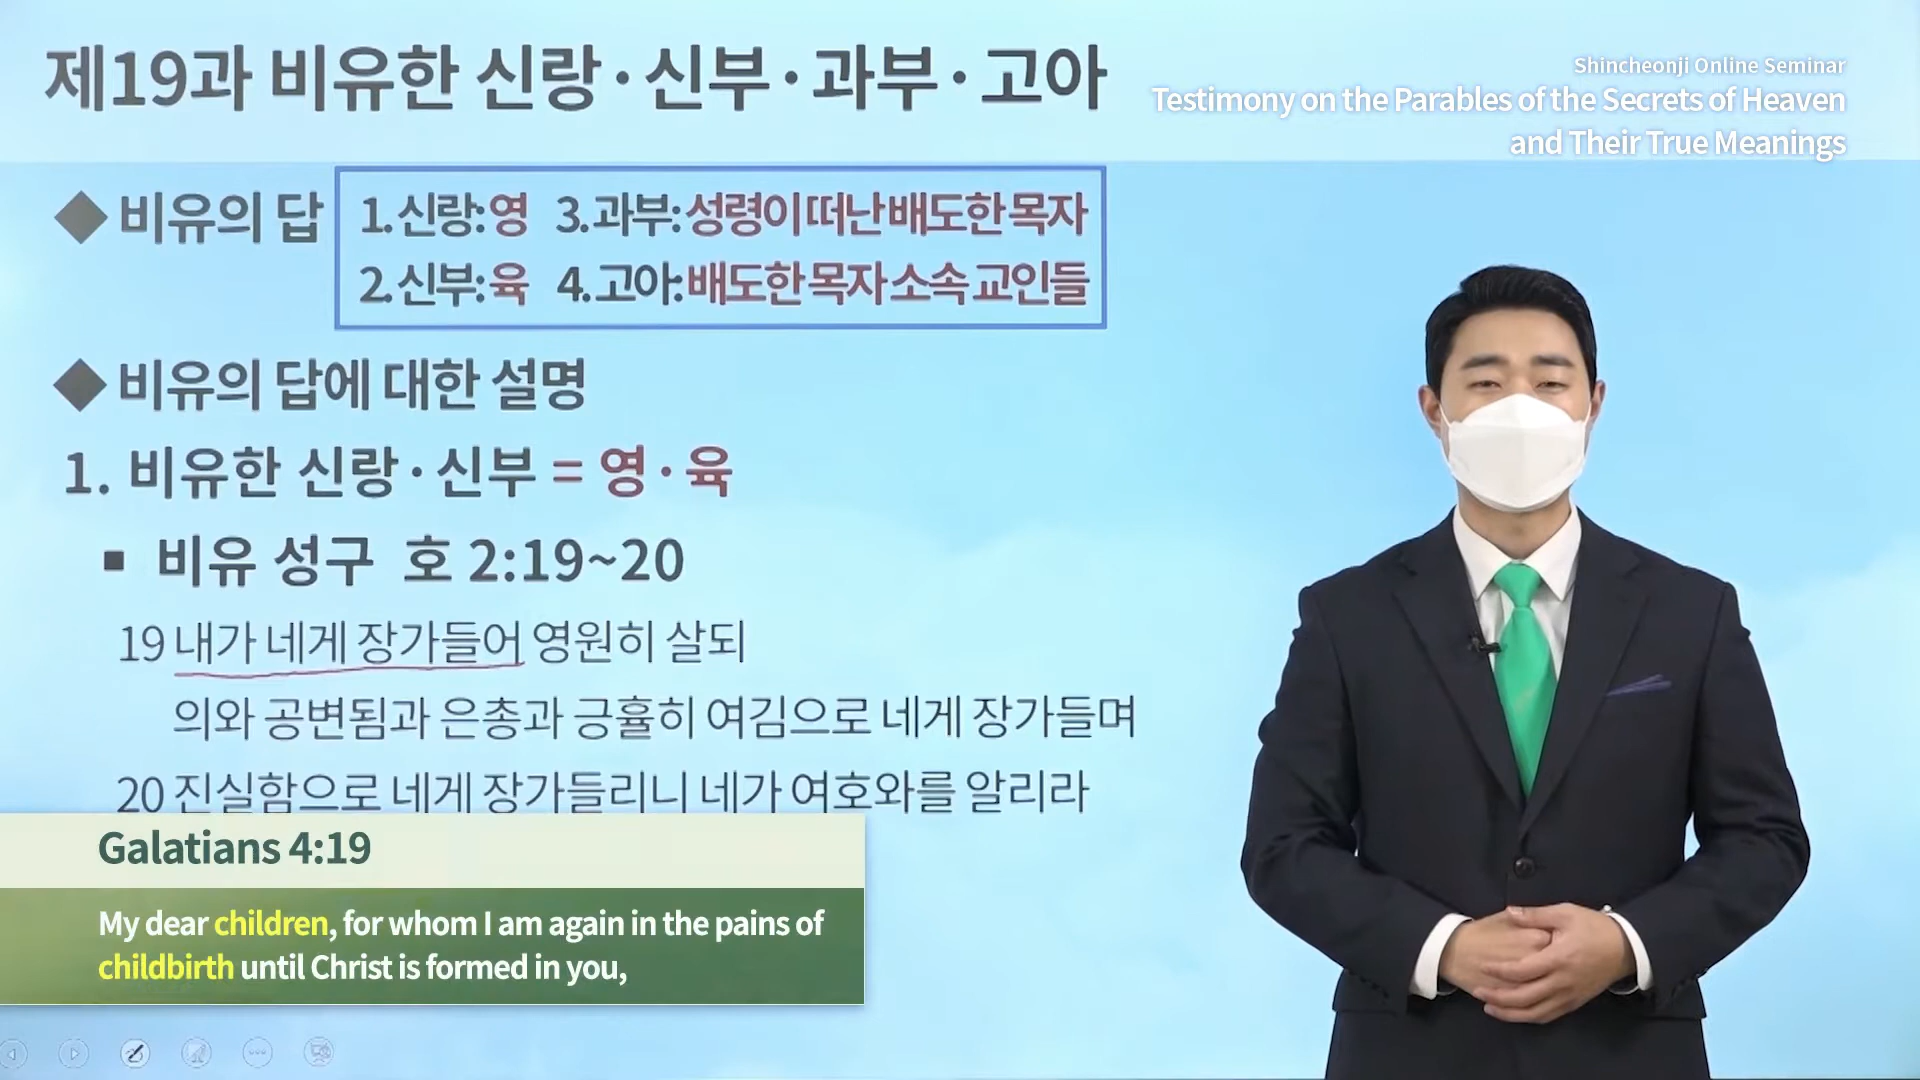 제19과 비유한 신랑·신부·과부·고아
Shincheonji Online Seminar
Testimony on the Parables of the Secrets of Heaven
and Their True Meanings
◆ 비유의 답
1. 신랑: 영 3. 과부: 성령이 떠난 배도한 목자
2. 신부: 육 4. 고아: 배도한 목자 소속 교인들
◆ 비유의 답에 대한 설명
1. 비유한 신랑·신부 = 영·육
▪ 비유 성구 호 2:19~20
19 내가 네게 장가들어 영원히 살되
의와 공변됨과 은총과 긍휼히 여김으로 네게 장가들며
20 진실함으로 네게 장가들리니 네가 여호와를 알리라
Galatians 4:19
My dear children, for whom I am again in the pains of
childbirth until Christ is formed in you,